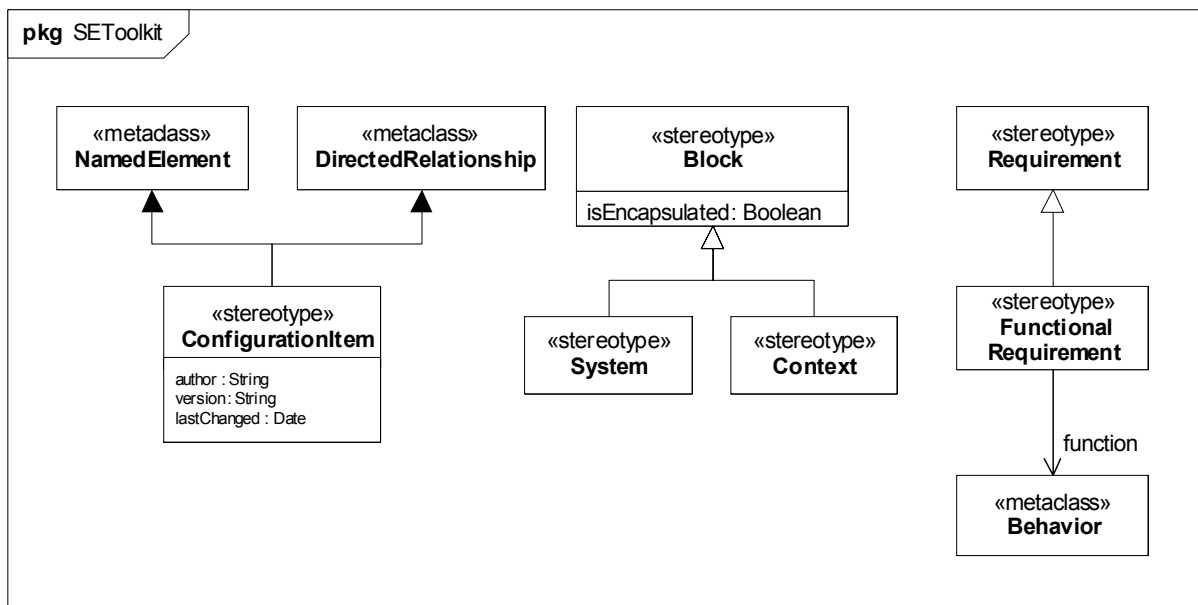 pkg SEToolkit
«metaclass»
NamedElement
«metaclass»
DirectedRelationship
«stereotype»
Block
isEncapsulated: Boolean
«stereotype»
Requirement
«stereotype»
ConfigurationItem
author : String
version: String
lastChanged : Date
«stereotype»
System
«stereotype»
Context
«stereotype»
Functional
Requirement
function
«metaclass»
Behavior